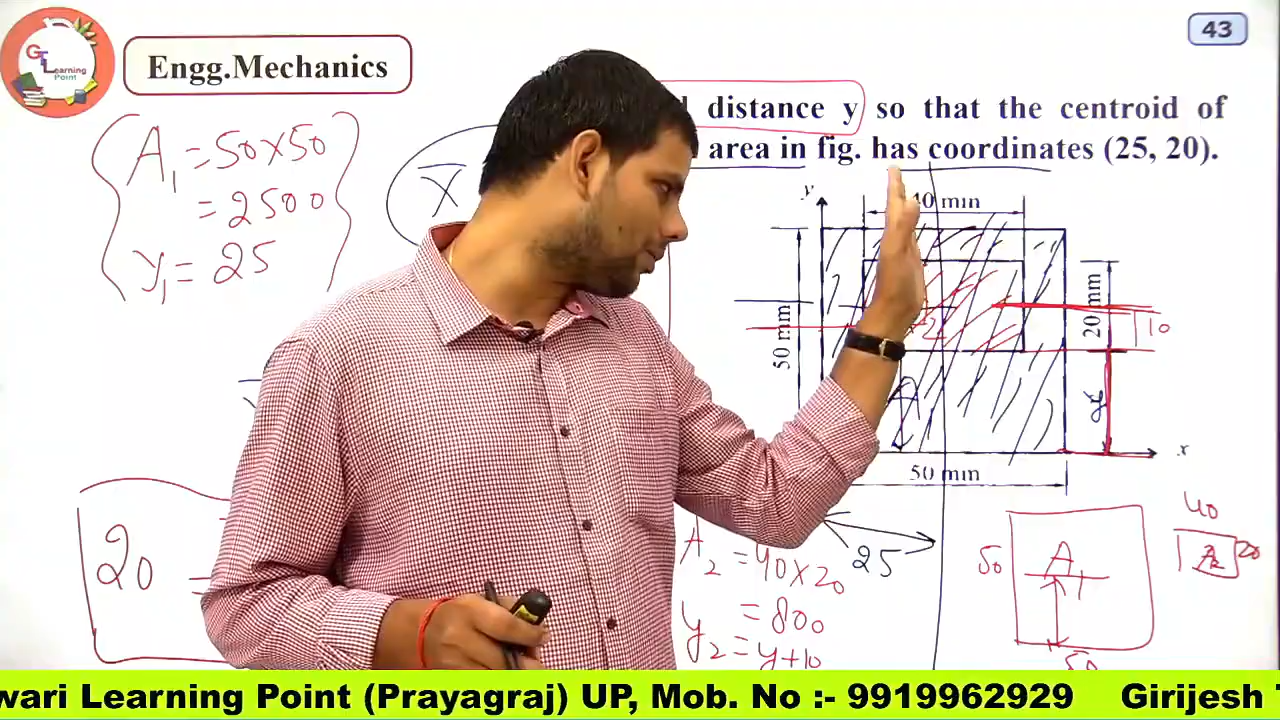 43
GT Learning Point
Engg.Mechanics
distance y so that the centroid of
area in fig. has coordinates (25, 20).
A₁ = 50×50
= 2500
y₁ = 25
x̄
y
40 mm
50 mm
20 mm
10
y
x
50 mm
25
20 =
A₂ = 40×20
= 800
y₂ = y+10
50
A₁
50
40
A₂
20
wari Learning Point (Prayagraj) UP, Mob. No :- 9919962929 Girijesh T